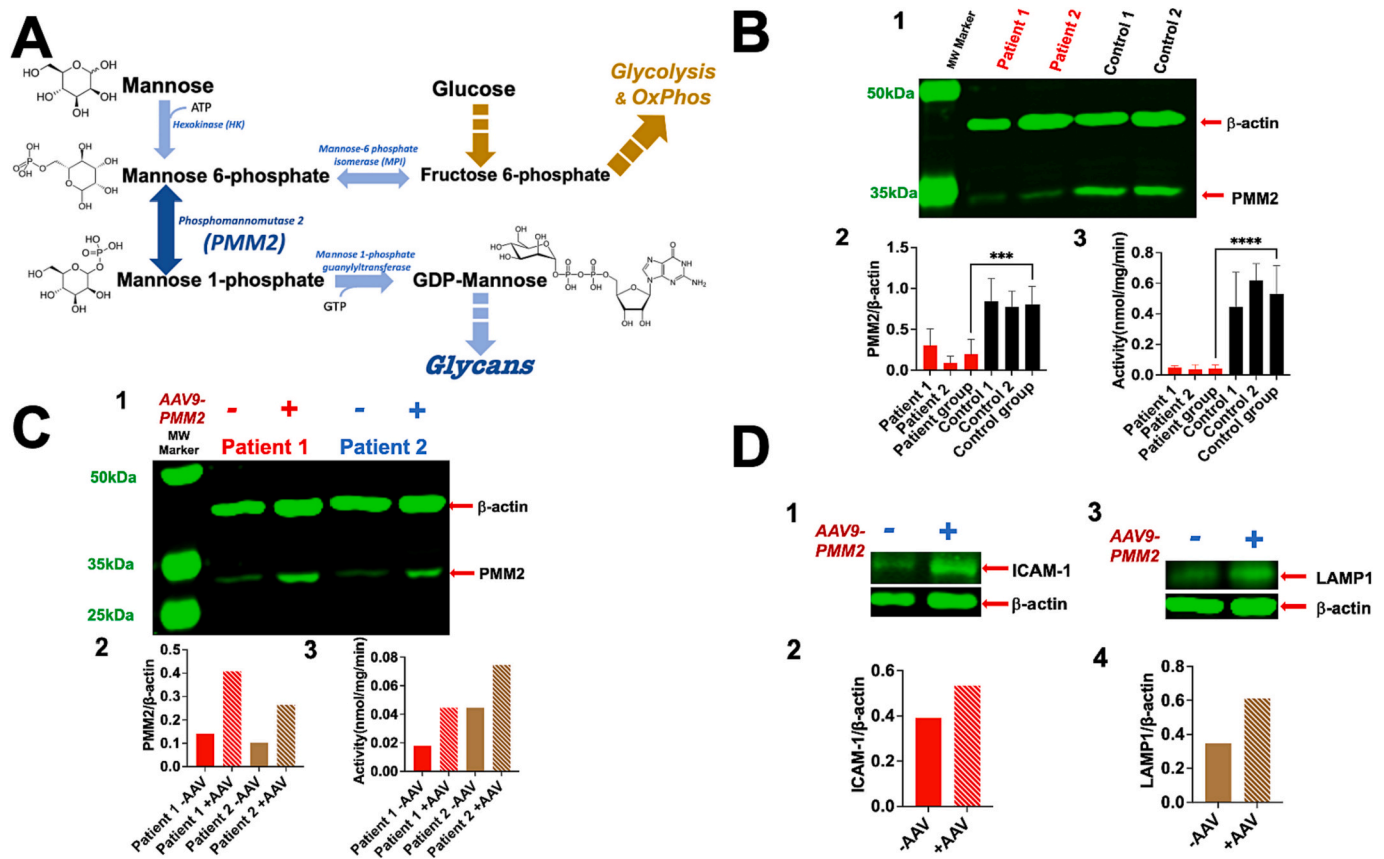 A
Mannose
ATP
Hexokinase (HK)
Glucose
Glycolysis
& OxPhos
Mannose 6-phosphate
Mannose-6 phosphate
isomerase (MPI)
Fructose 6-phosphate
Phosphomannomutase 2
(PMM2)
Mannose 1-phosphate
Mannose 1-phosphate
guanylyltransferase
GTP
GDP-Mannose
Glycans
B
1
MW Marker
Patient 1
Patient 2
Control 1
Control 2
50kDa
β-actin
35kDa
PMM2
2
PMM2/β-actin
1.5
1.0
0.5
0.0
***
Patient 1
Patient 2
Patient group
Control 1
Control 2
Control group
3
Activity(nmol/mg/min)
0.8
0.6
0.4
0.2
0.0
****
Patient 1
Patient 2
Patient group
Control 1
Control 2
Control group
C
1
AAV9-
PMM2
- + - +
MW
Marker
Patient 1
Patient 2
50kDa
β-actin
35kDa
PMM2
25kDa
2
PMM2/β-actin
0.5
0.4
0.3
0.2
0.1
0.0
Patient 1 -AAV
Patient 1 +AAV
Patient 2 -AAV
Patient 2 +AAV
3
Activity(nmol/mg/min)
0.08
0.06
0.04
0.02
0.00
Patient 1 -AAV
Patient 1 +AAV
Patient 2 -AAV
Patient 2 +AAV
D
1
AAV9-
PMM2
- +
ICAM-1
β-actin
2
ICAM-1/β-actin
0.6
0.4
0.2
0.0
-AAV
+AAV
3
AAV9-
PMM2
- +
LAMP1
β-actin
4
LAMP1/β-actin
0.8
0.6
0.4
0.2
0.0
-AAV
+AAV